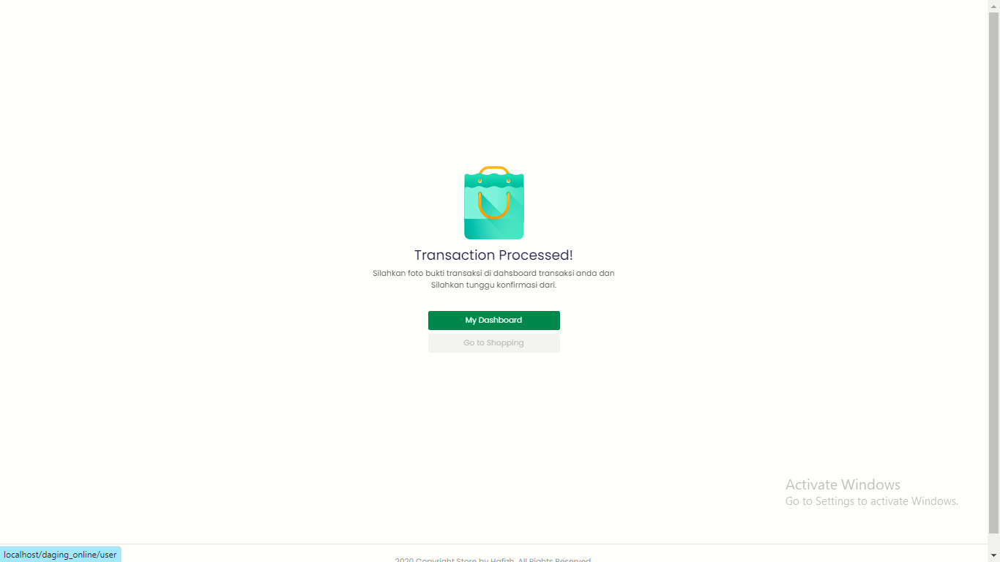 Transaction Processed!
Silahkan foto bukti transaksi di dahsboard transaksi anda dan
Silahkan tunggu konfirmasi dari.
My Dashboard
Go to Shopping
Activate Windows
Go to Settings to activate Windows.
localhost/daging_online/user
2020 Copyright Store by Hafizh. All Rights Reserved